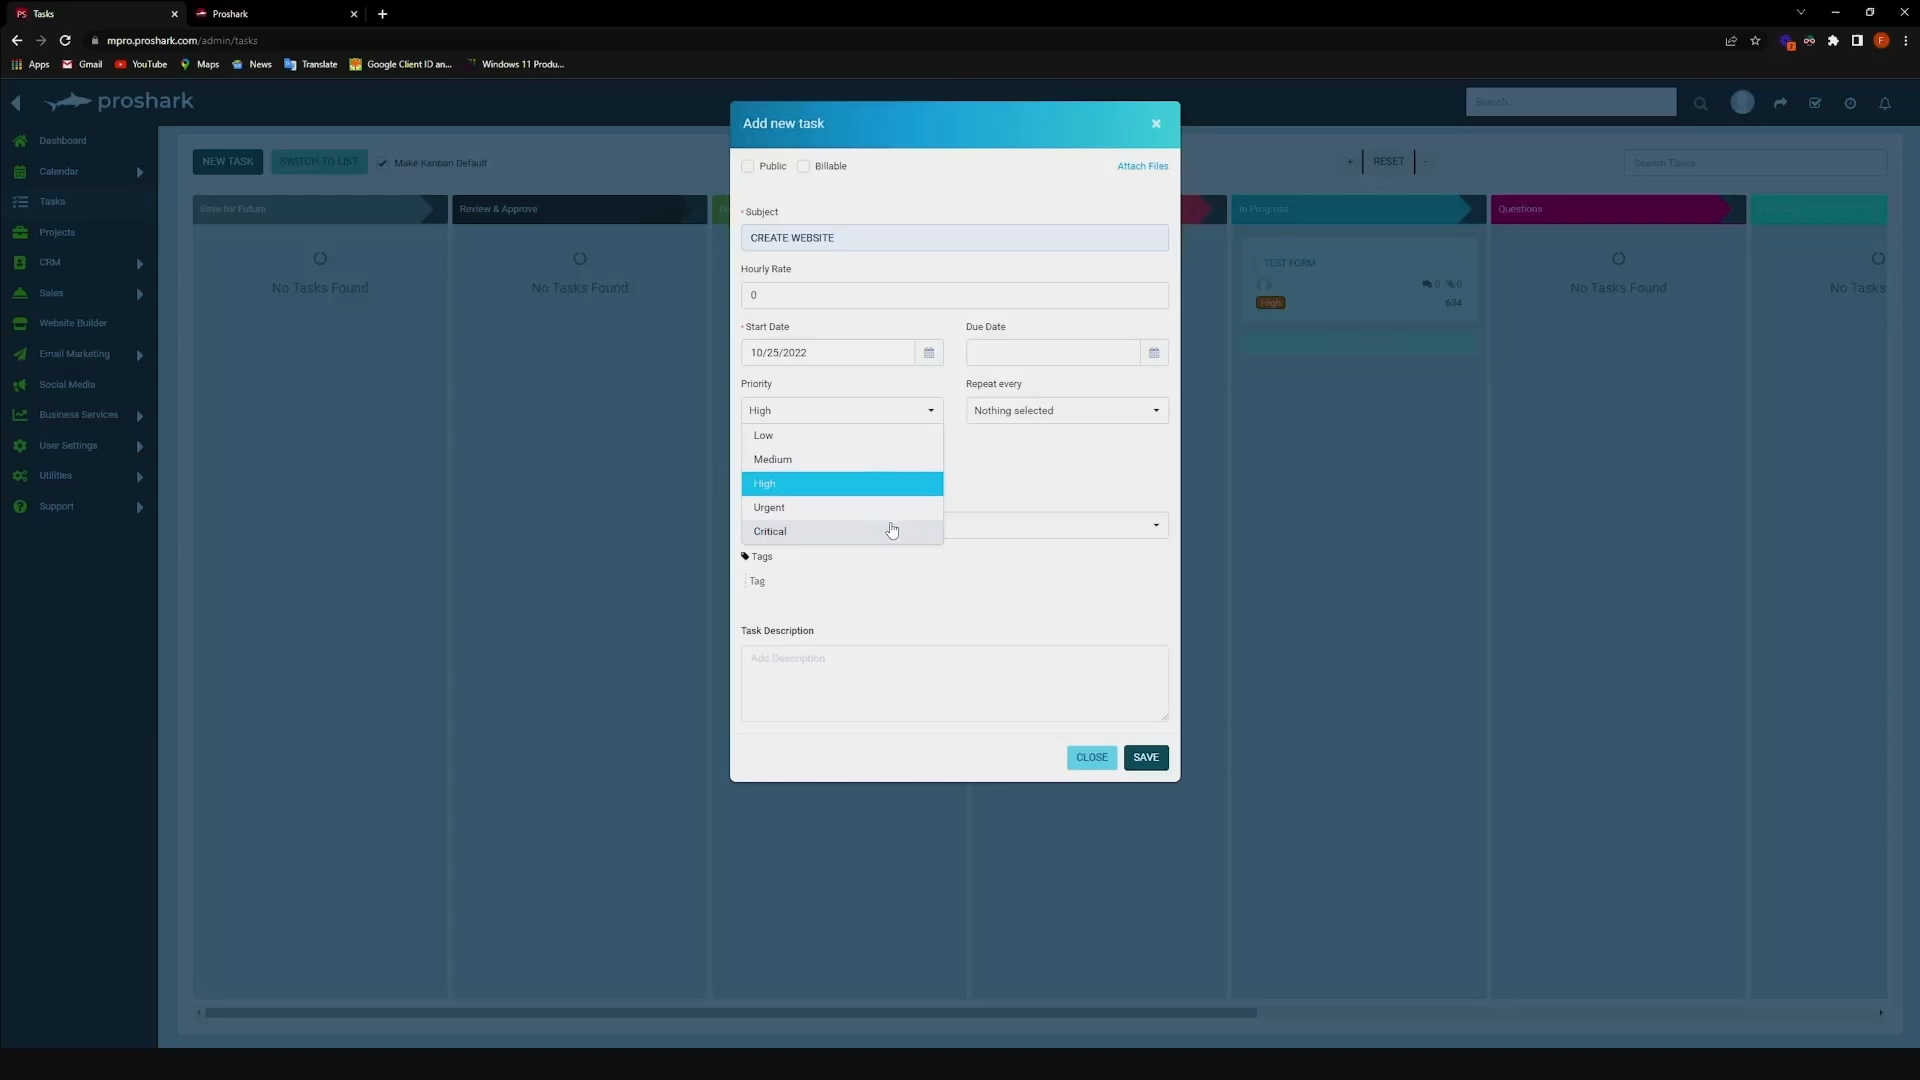 PS Tasks
Proshark
mpro.proshark.com/admin/tasks
F
Apps
Gmail
YouTube
Maps
News
Translate
Google Client ID an...
Windows 11 Produ...
proshark
Search...
Dashboard
Calendar
Tasks
Projects
CRM
Sales
Website Builder
Email Marketing
Social Media
Business Services
User Settings
Utilities
Support
NEW TASK
SWITCH TO LIST
Make Kanban Default
+
RESET
-
Search Tasks
Save for Future
Review & Approve
In Progress
Questions
No Tasks Found
No Tasks Found
TEST FORM
0
0
High
634
No Tasks Found
No Tasks
Add new task
×
Public
Billable
Attach Files
* Subject
CREATE WEBSITE
Hourly Rate
0
* Start Date
Due Date
10/25/2022
Priority
Repeat every
High
Nothing selected
Low
Medium
High
Urgent
Critical
Tags
Tag
Task Description
Add Description
CLOSE
SAVE